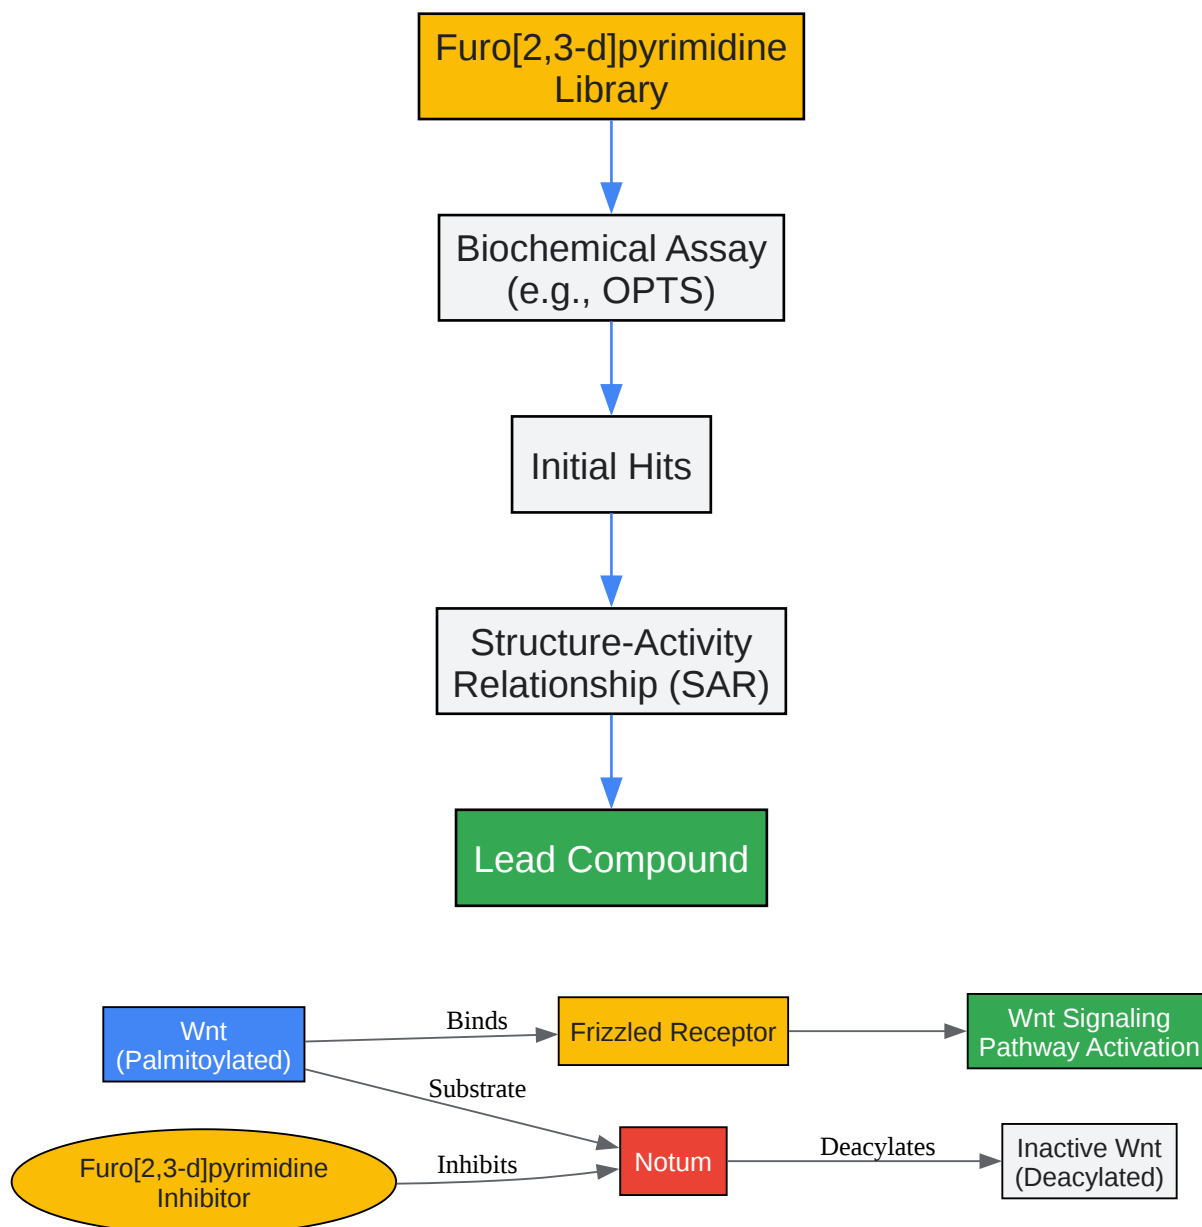 Furo[2,3-d]pyrimidine
Library
Biochemical Assay
(e.g., OPTS)
Initial Hits
Structure-Activity
Relationship (SAR)
Lead Compound
Wnt
(Palmitoylated)
Binds
Frizzled Receptor
Wnt Signaling
Pathway Activation
Substrate
Furo[2,3-d]pyrimidine
Inhibitor
Inhibits
Notum
Deacylates
Inactive Wnt
(Deacylated)